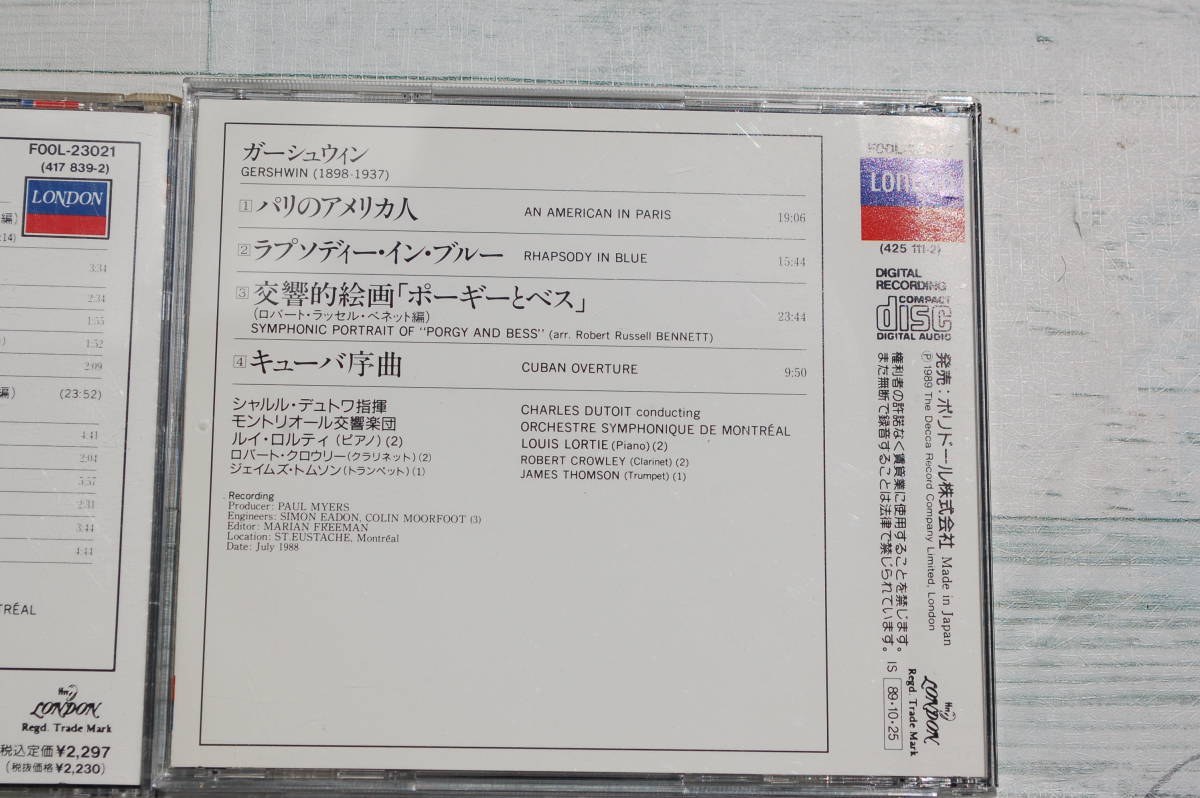 FOOL-23021
(417 839-2)
LONDON
編)
:14)
3:34
2:34
1:55
1:52
2:09
編)
(23:52)
4:41
2:04
5:57
2:31
3:44
4:44
TRÉAL
LONDON
Regd. Trade Mark
税込定価¥2,297
(税抜価格¥2,230)
ガーシュウィン
GERSHWIN (1898-1937)
1 パリのアメリカ人 AN AMERICAN IN PARIS 19:06
2 ラプソディー・イン・ブルー RHAPSODY IN BLUE 15:44
3 交響的絵画「ポーギーとベス」
(ロバート・ラッセル・ベネット編) 23:44
SYMPHONIC PORTRAIT OF "PORGY AND BESS" (arr. Robert Russell BENNETT)
4 キューバ序曲 CUBAN OVERTURE 9:50
シャルル・デュトワ指揮
モントリオール交響楽団
ルイ・ロルティ(ピアノ)(2)
ロバート・クロウリー(クラリネット)(2)
ジェイムズ・トムソン(トランペット)(1)
CHARLES DUTOIT conducting
ORCHESTRE SYMPHONIQUE DE MONTRÉAL
LOUIS LORTIE (Piano)(2)
ROBERT CROWLEY (Clarinet)(2)
JAMES THOMSON (Trumpet)(1)
Recording
Producer: PAUL MYERS
Engineers: SIMON EADON, COLIN MOORFOOT (3)
Editor: MARIAN FREEMAN
Location: ST.EUSTACHE, Montréal
Date: July 1988
LONDON
(425 111-2)
DIGITAL
RECORDING
COMPACT
disc
DIGITAL AUDIO
発売:ポリドール株式会社 Made in Japan
Ⓟ1989 The Decca Record Company Limited, London
権利者の許諾なく賃貸業に使用することを禁じます。
また無断で録音することは法律で禁じられています。
IS 89・10・25
LONDON
Regd. Trade Mark